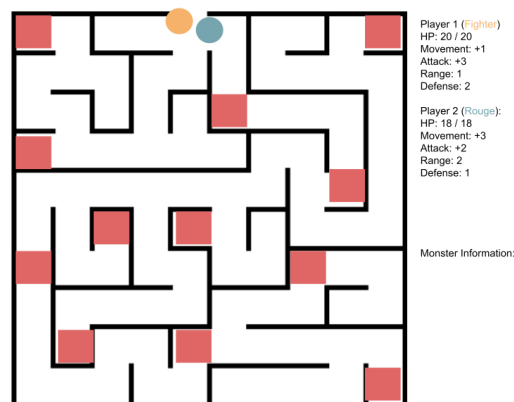 Player 1 (Fighter)
HP: 20 / 20
Movement: +1
Attack: +3
Range: 1
Defense: 2
Player 2 (Rouge):
HP: 18 / 18
Movement: +3
Attack: +2
Range: 2
Defense: 1
Monster Information: